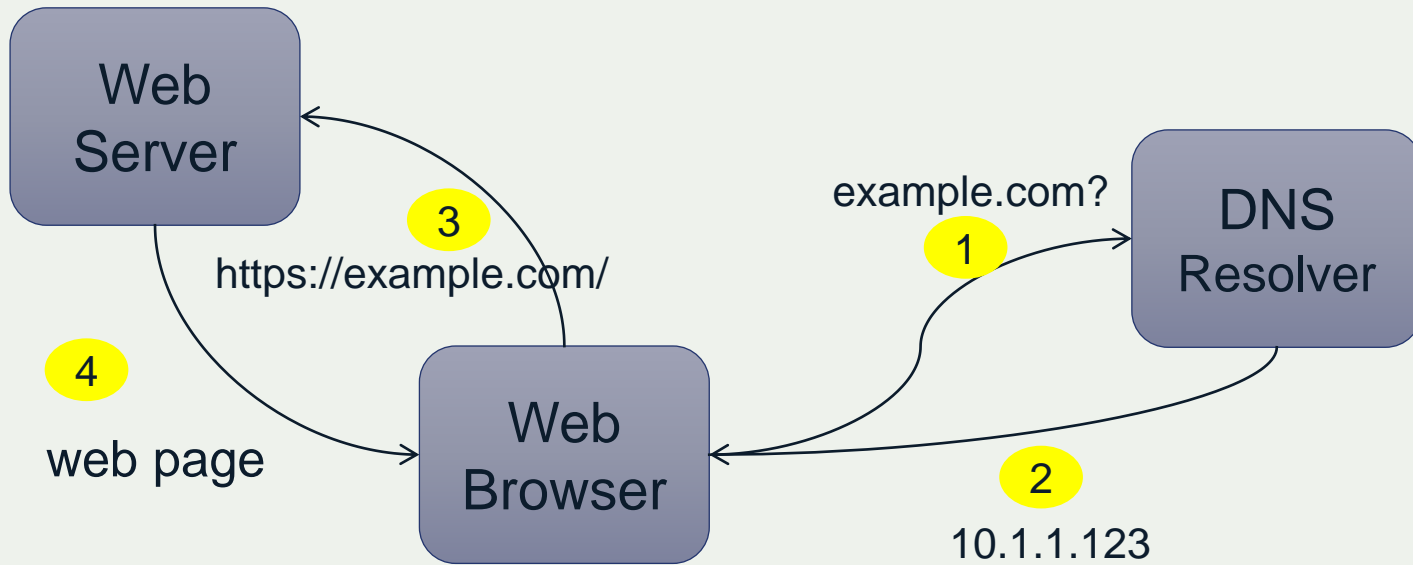 Web
Server
example.com?
1
DNS
Resolver
3
https://example.com/
4
web page
Web
Browser
2
10.1.1.123